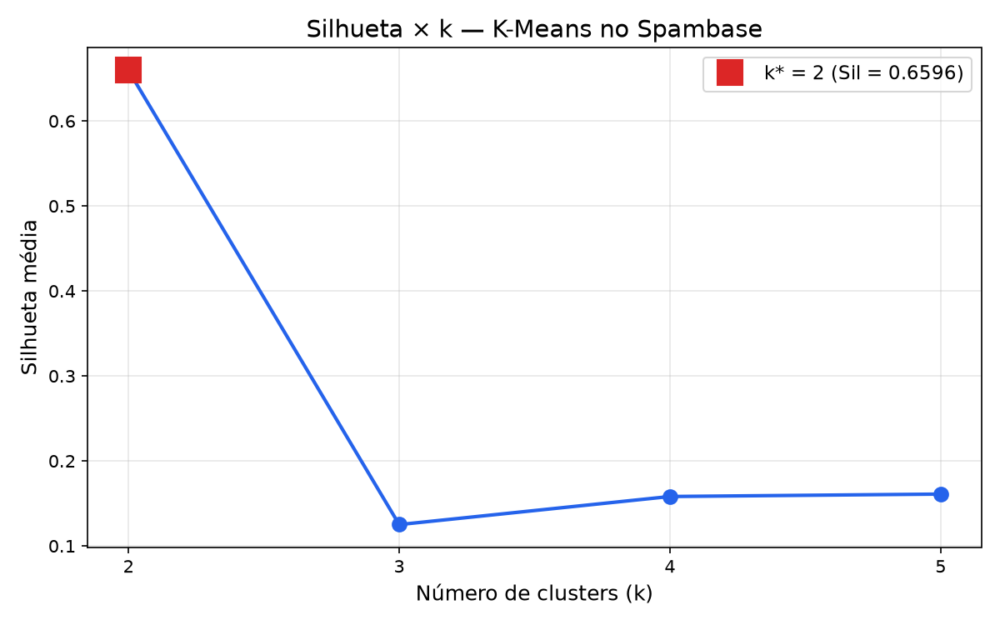 Silhueta × k — K-Means no Spambase
k* = 2 (Sil = 0.6596)
Silhueta média
0.6
0.5
0.4
0.3
0.2
0.1
2 3 4 5
Número de clusters (k)